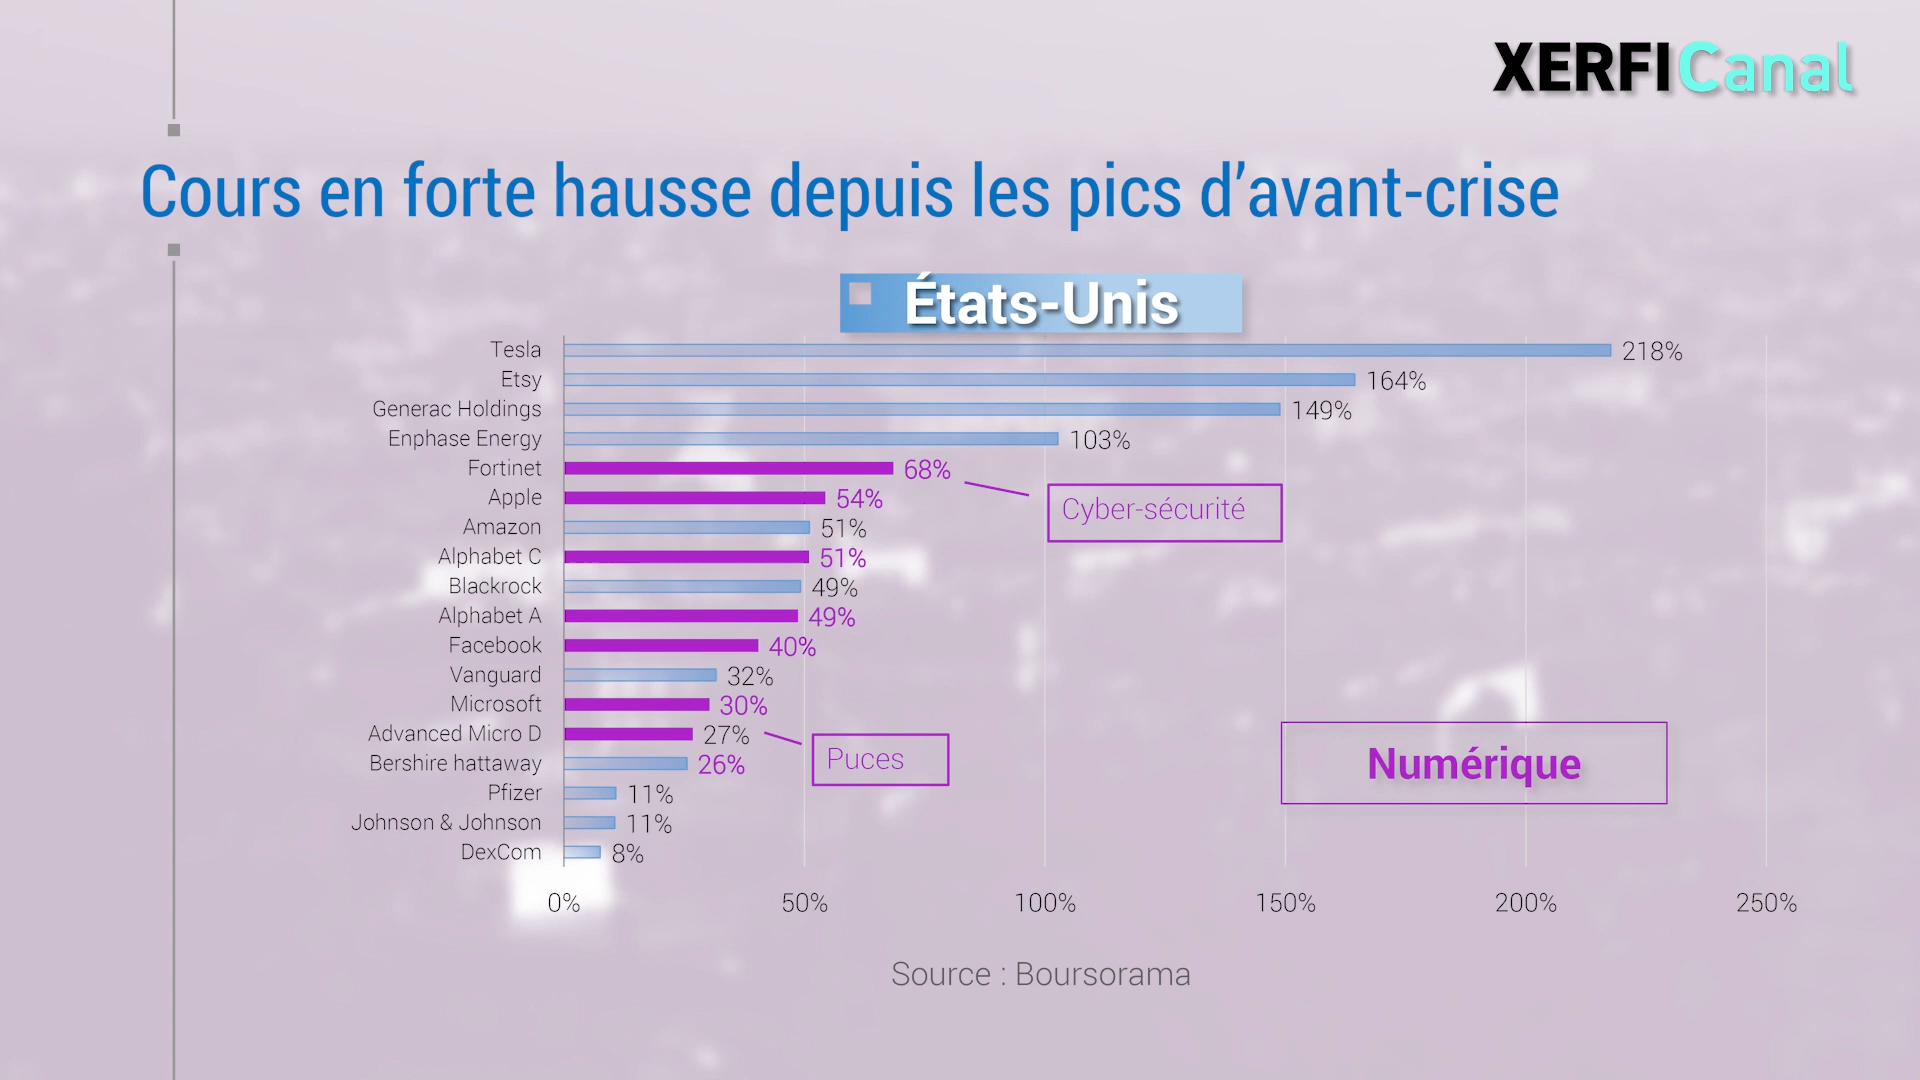 XERFI Canal
Cours en forte hausse depuis les pics d’avant-crise
États-Unis
Tesla 218%
Etsy 164%
Generac Holdings 149%
Enphase Energy 103%
Fortinet 68%
Apple 54%
Cyber-sécurité
Amazon 51%
Alphabet C 51%
Blackrock 49%
Alphabet A 49%
Facebook 40%
Vanguard 32%
Microsoft 30%
Advanced Micro D 27%
Puces
Numérique
Bershire hattaway 26%
Pfizer 11%
Johnson & Johnson 11%
DexCom 8%
0% 50% 100% 150% 200% 250%
Source : Boursorama